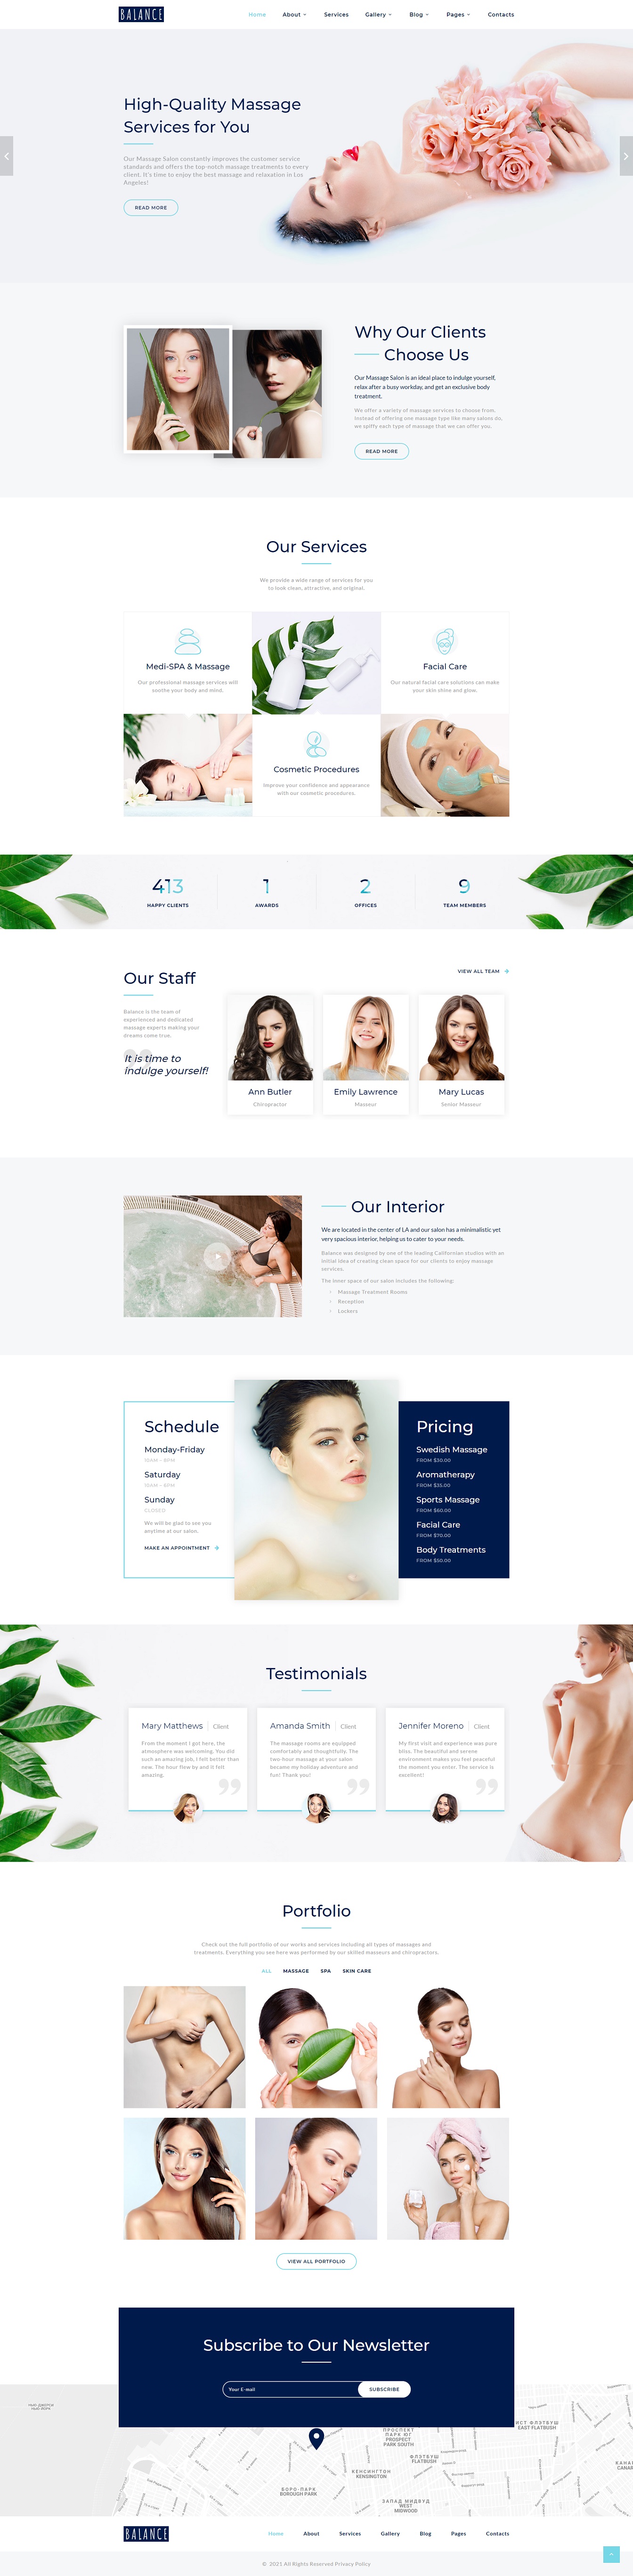 BALANCE
Home About Services Gallery Blog Pages Contacts
High-Quality Massage
Services for You
Our Massage Salon constantly improves the customer service
standards and offers the top-notch massage treatments to every
client. It's time to enjoy the best massage and relaxation in Los
Angeles!
READ MORE
Why Our Clients
Choose Us
Our Massage Salon is an ideal place to indulge yourself,
relax after a busy workday, and get an exclusive body
treatment.
We offer a variety of massage services to choose from.
Instead of offering one massage type like many salons do,
we spiffy each type of massage that we can offer you.
READ MORE
Our Services
We provide a wide range of services for you
to look clean, attractive, and original.
Medi-SPA & Massage
Our professional massage services will
soothe your body and mind.
Facial Care
Our natural facial care solutions can make
your skin shine and glow.
Cosmetic Procedures
Improve your confidence and appearance
with our cosmetic procedures.
413
HAPPY CLIENTS
1
AWARDS
2
OFFICES
9
TEAM MEMBERS
Our Staff
VIEW ALL TEAM
Balance is the team of
experienced and dedicated
massage experts making your
dreams come true.
It is time to
indulge yourself!
Ann Butler
Chiropractor
Emily Lawrence
Masseur
Mary Lucas
Senior Masseur
Our Interior
We are located in the center of LA and our salon has a minimalistic yet
very spacious interior, helping us to cater to your needs.
Balance was designed by one of the leading Californian studios with an
initial idea of creating clean space for our clients to enjoy massage
services.
The inner space of our salon includes the following:
Massage Treatment Rooms
Reception
Lockers
Schedule
Monday-Friday
10AM – 8PM
Saturday
10AM – 6PM
Sunday
CLOSED
We will be glad to see you
anytime at our salon.
MAKE AN APPOINTMENT
Pricing
Swedish Massage
FROM $30.00
Aromatherapy
FROM $35.00
Sports Massage
FROM $60.00
Facial Care
FROM $70.00
Body Treatments
FROM $50.00
Testimonials
Mary Matthews Client
From the moment I got here, the
atmosphere was welcoming. You did
such an amazing job, I felt better than
new. The hour flew by and it felt
amazing.
Amanda Smith Client
The massage rooms are equipped
comfortably and thoughtfully. The
two-hour massage at your salon
became my holiday adventure and
fun! Thank you!
Jennifer Moreno Client
My first visit and experience was pure
bliss. The beautiful and serene
environment makes you feel peaceful
the moment you enter. The service is
excellent!
Portfolio
Check out the full portfolio of our works and services including all types of massages and
treatments. Everything you see here was performed by our skilled masseurs and chiropractors.
ALL MASSAGE SPA SKIN CARE
VIEW ALL PORTFOLIO
Subscribe to Our Newsletter
Your E-mail
SUBSCRIBE
ПРОСПЕКТ
ПАРК ЮГ
PROSPECT
PARK SOUTH
ИСТ ФЛЭТБУШ
EAST FLATBUSH
ФЛЭТБУШ
FLATBUSH
КЕНСИНГТОН
KENSINGTON
БОРО-ПАРК
BOROUGH PARK
ЗАПАД МИДВУД
WEST
MIDWOOD
КАНА
CANAR
BALANCE
Home About Services Gallery Blog Pages Contacts
© 2021 All Rights Reserved Privacy Policy